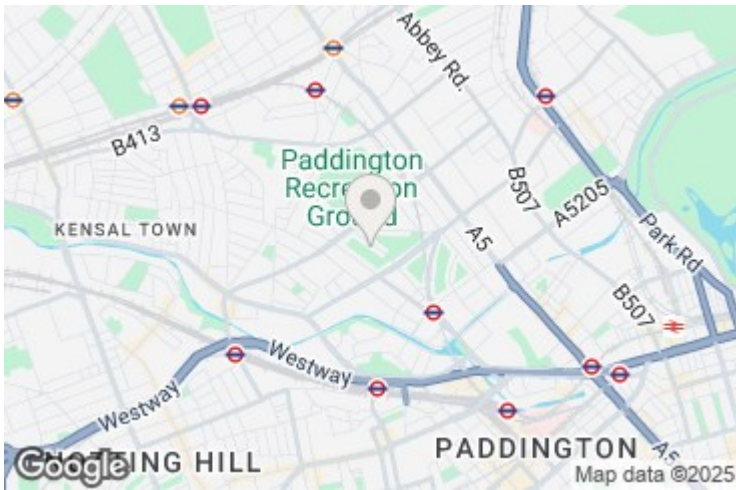 Abbey Rd.
B413
Paddington
Recreation
Ground
B507
A5205
KENSAL TOWN
A5
Park Rd
B507
Westway
Westway
A5
NOTTING HILL
PADDINGTON
Google
Map data ©2025